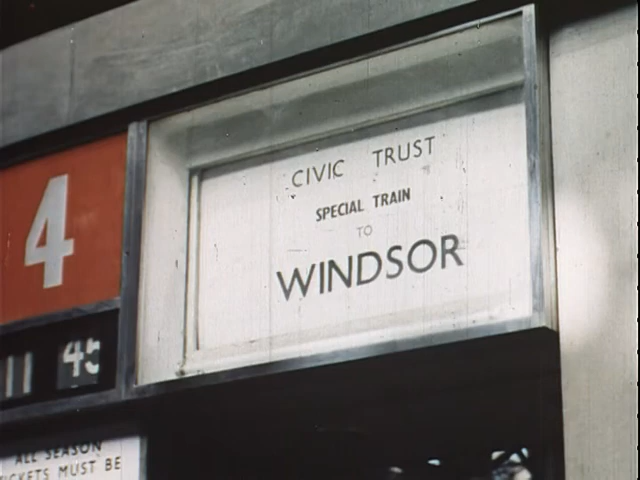 4
11 45
CIVIC TRUST
SPECIAL TRAIN
TO
WINDSOR
ALL SEASON
TICKETS MUST BE